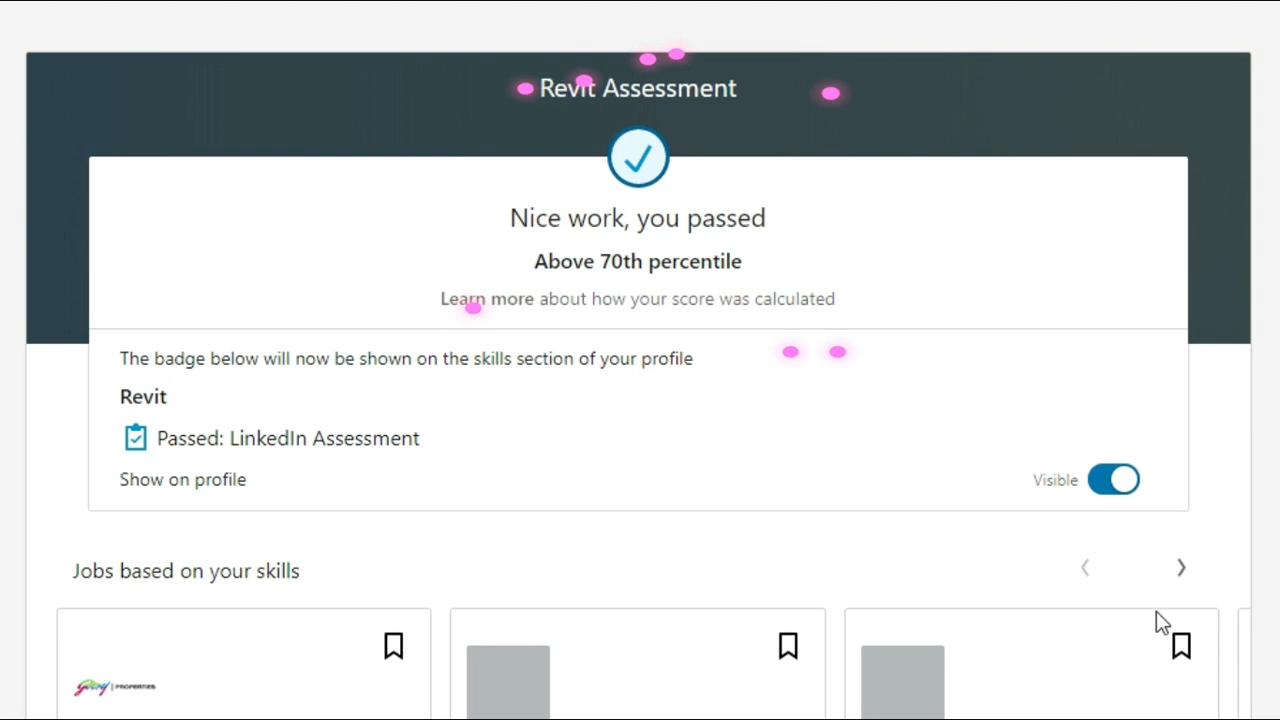 Revit Assessment
Nice work, you passed
Above 70th percentile
Learn more about how your score was calculated
The badge below will now be shown on the skills section of your profile
Revit
Passed: LinkedIn Assessment
Show on profile
Visible
Jobs based on your skills
Godrej | PROPERTIES